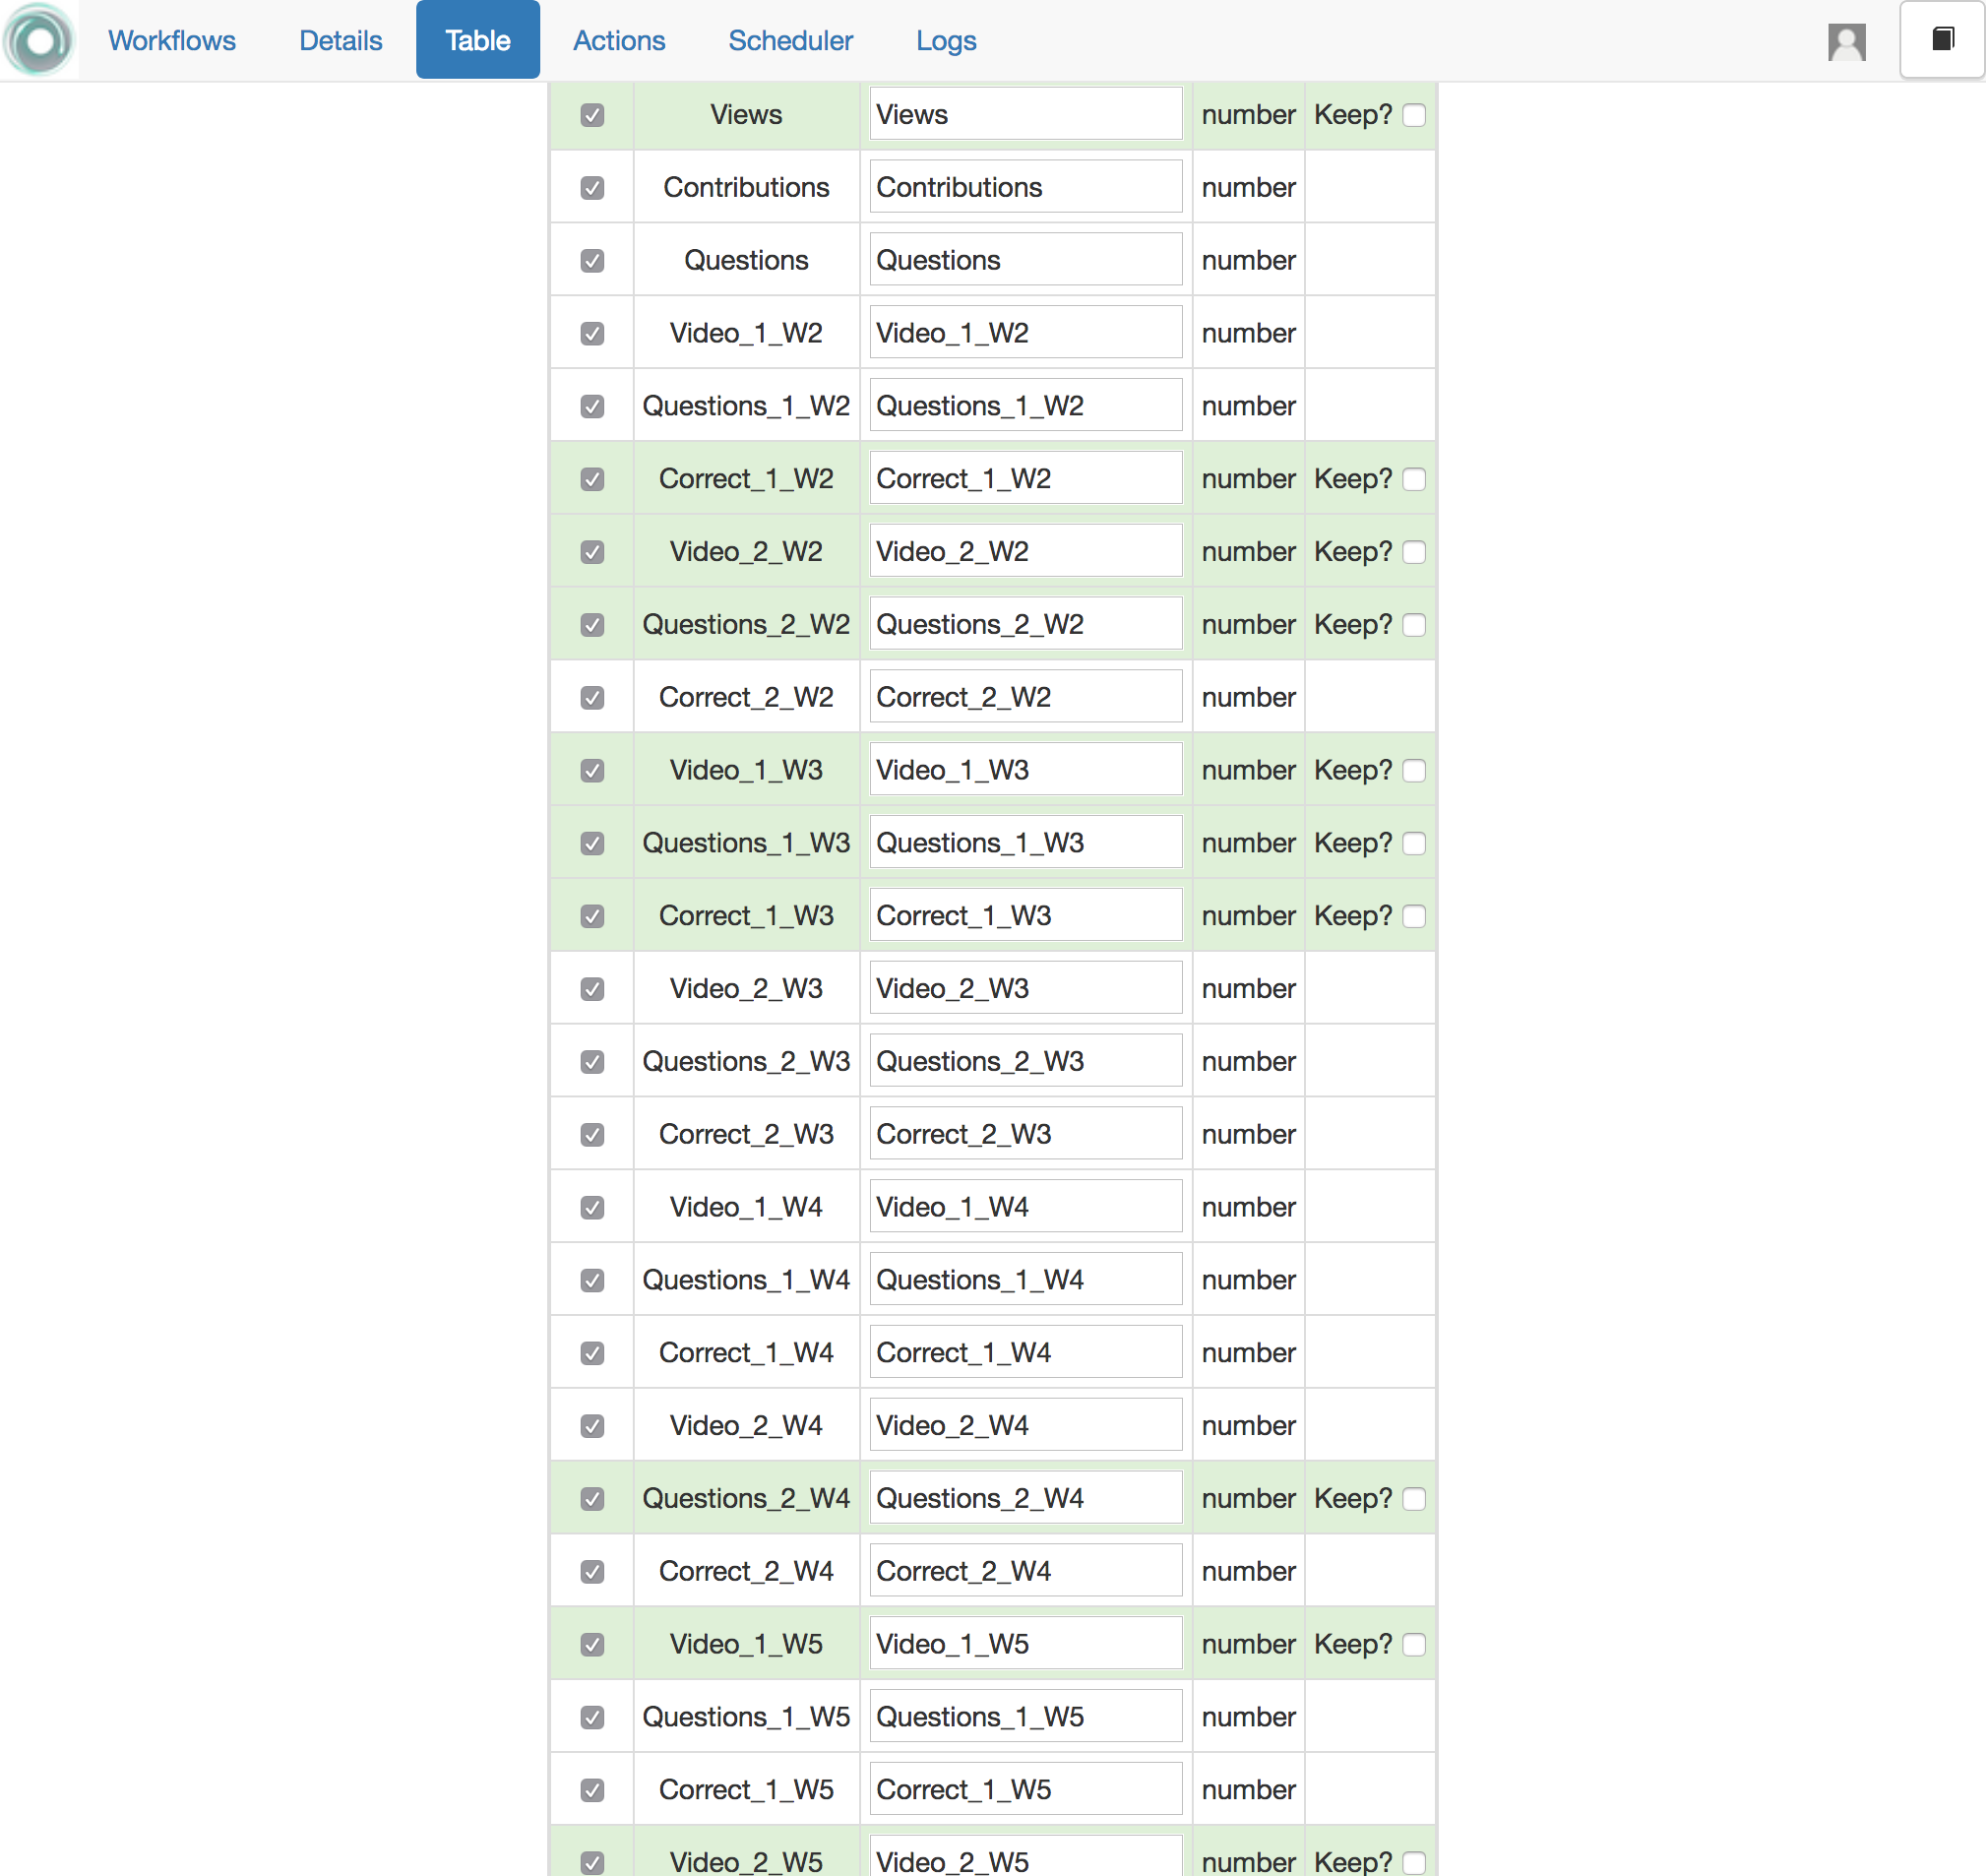 Workflows Details Table Actions Scheduler Logs
Views Views number Keep?
Contributions Contributions number
Questions Questions number
Video_1_W2 Video_1_W2 number
Questions_1_W2 Questions_1_W2 number
Correct_1_W2 Correct_1_W2 number Keep?
Video_2_W2 Video_2_W2 number Keep?
Questions_2_W2 Questions_2_W2 number Keep?
Correct_2_W2 Correct_2_W2 number
Video_1_W3 Video_1_W3 number Keep?
Questions_1_W3 Questions_1_W3 number Keep?
Correct_1_W3 Correct_1_W3 number Keep?
Video_2_W3 Video_2_W3 number
Questions_2_W3 Questions_2_W3 number
Correct_2_W3 Correct_2_W3 number
Video_1_W4 Video_1_W4 number
Questions_1_W4 Questions_1_W4 number
Correct_1_W4 Correct_1_W4 number
Video_2_W4 Video_2_W4 number
Questions_2_W4 Questions_2_W4 number Keep?
Correct_2_W4 Correct_2_W4 number
Video_1_W5 Video_1_W5 number Keep?
Questions_1_W5 Questions_1_W5 number
Correct_1_W5 Correct_1_W5 number
Video_2_W5 Video_2_W5 number Keep?